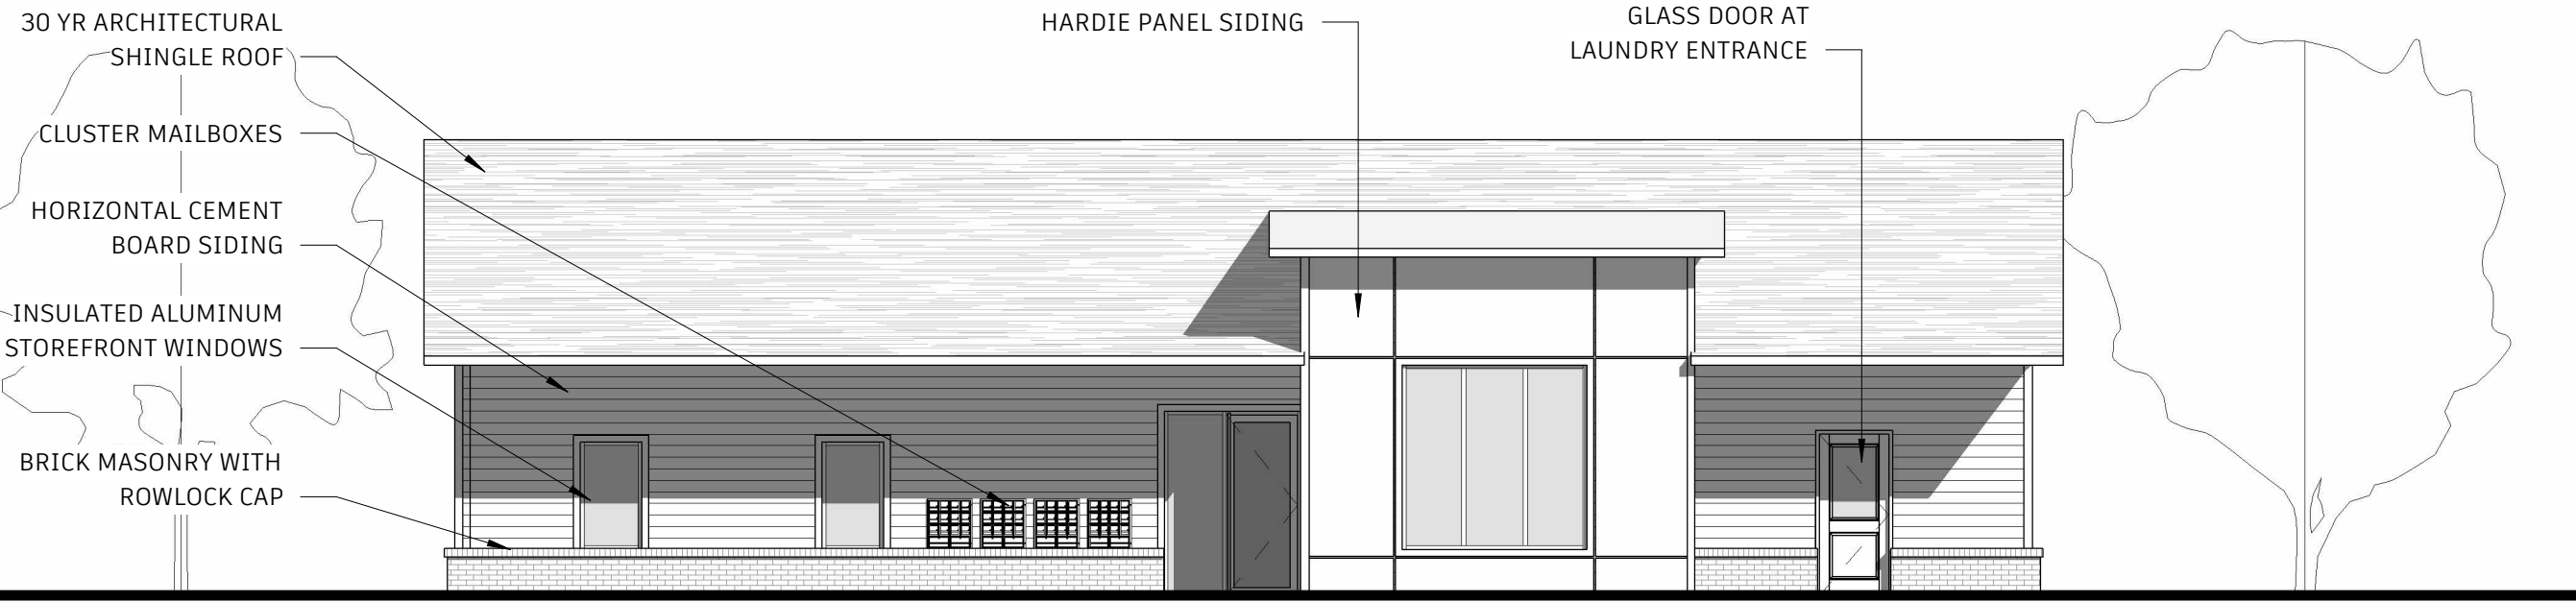 30 YR ARCHITECTURAL
SHINGLE ROOF
CLUSTER MAILBOXES
HORIZONTAL CEMENT
BOARD SIDING
INSULATED ALUMINUM
STOREFRONT WINDOWS
BRICK MASONRY WITH
ROWLOCK CAP
HARDIE PANEL SIDING
GLASS DOOR AT
LAUNDRY ENTRANCE